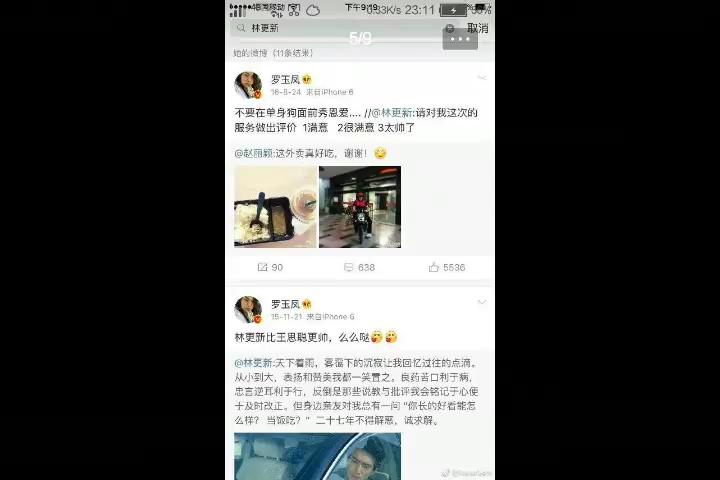 下午9:19
0.33K/s 23:11
林更新
取消
5/9
她的微博（11条结果）
罗玉凤
16-8-24 来自iPhone 6
不要在单身狗面前秀恩爱.... //@林更新:请对我这次的
服务做出评价 1满意 2很满意 3太帅了
@赵丽颖:这外卖真好吃，谢谢！
90 638 5536
罗玉凤
15-11-21 来自iPhone 6
林更新比王思聪更帅，么么哒
@林更新:天下着雨，雾霭下的沉寂让我回忆过往的点滴。
从小到大，表扬和赞美我都一笑置之。良药苦口利于病，
忠言逆耳利于行，反倒是那些说教与批评我会铭记于心便
十及时改正。但身边亲友对我总有一问“你长的好看能怎
么样？ 当饭吃？” 二十七年不得解惑，诚求解。